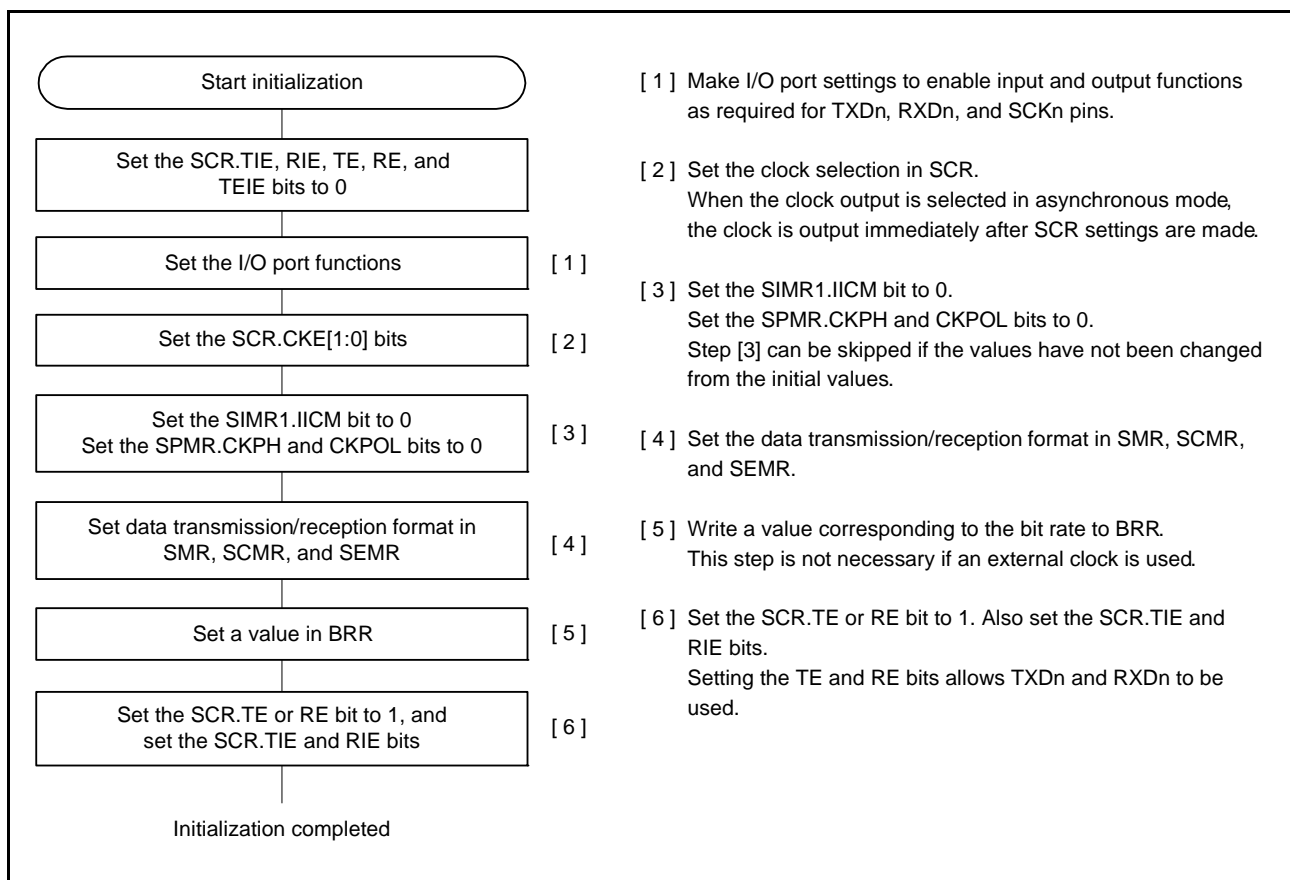 Start initialization
Set the SCR.TIE, RIE, TE, RE, and
TEIE bits to 0
Set the I/O port functions
[ 1 ]
Set the SCR.CKE[1:0] bits
[ 2 ]
Set the SIMR1.IICM bit to 0
Set the SPMR.CKPH and CKPOL bits to 0
[ 3 ]
Set data transmission/reception format in
SMR, SCMR, and SEMR
[ 4 ]
Set a value in BRR
[ 5 ]
Set the SCR.TE or RE bit to 1, and
set the SCR.TIE and RIE bits
[ 6 ]
Initialization completed
[ 1 ] Make I/O port settings to enable input and output functions
as required for TXDn, RXDn, and SCKn pins.
[ 2 ] Set the clock selection in SCR.
When the clock output is selected in asynchronous mode,
the clock is output immediately after SCR settings are made.
[ 3 ] Set the SIMR1.IICM bit to 0.
Set the SPMR.CKPH and CKPOL bits to 0.
Step [3] can be skipped if the values have not been changed
from the initial values.
[ 4 ] Set the data transmission/reception format in SMR, SCMR,
and SEMR.
[ 5 ] Write a value corresponding to the bit rate to BRR.
This step is not necessary if an external clock is used.
[ 6 ] Set the SCR.TE or RE bit to 1. Also set the SCR.TIE and
RIE bits.
Setting the TE and RE bits allows TXDn and RXDn to be
used.